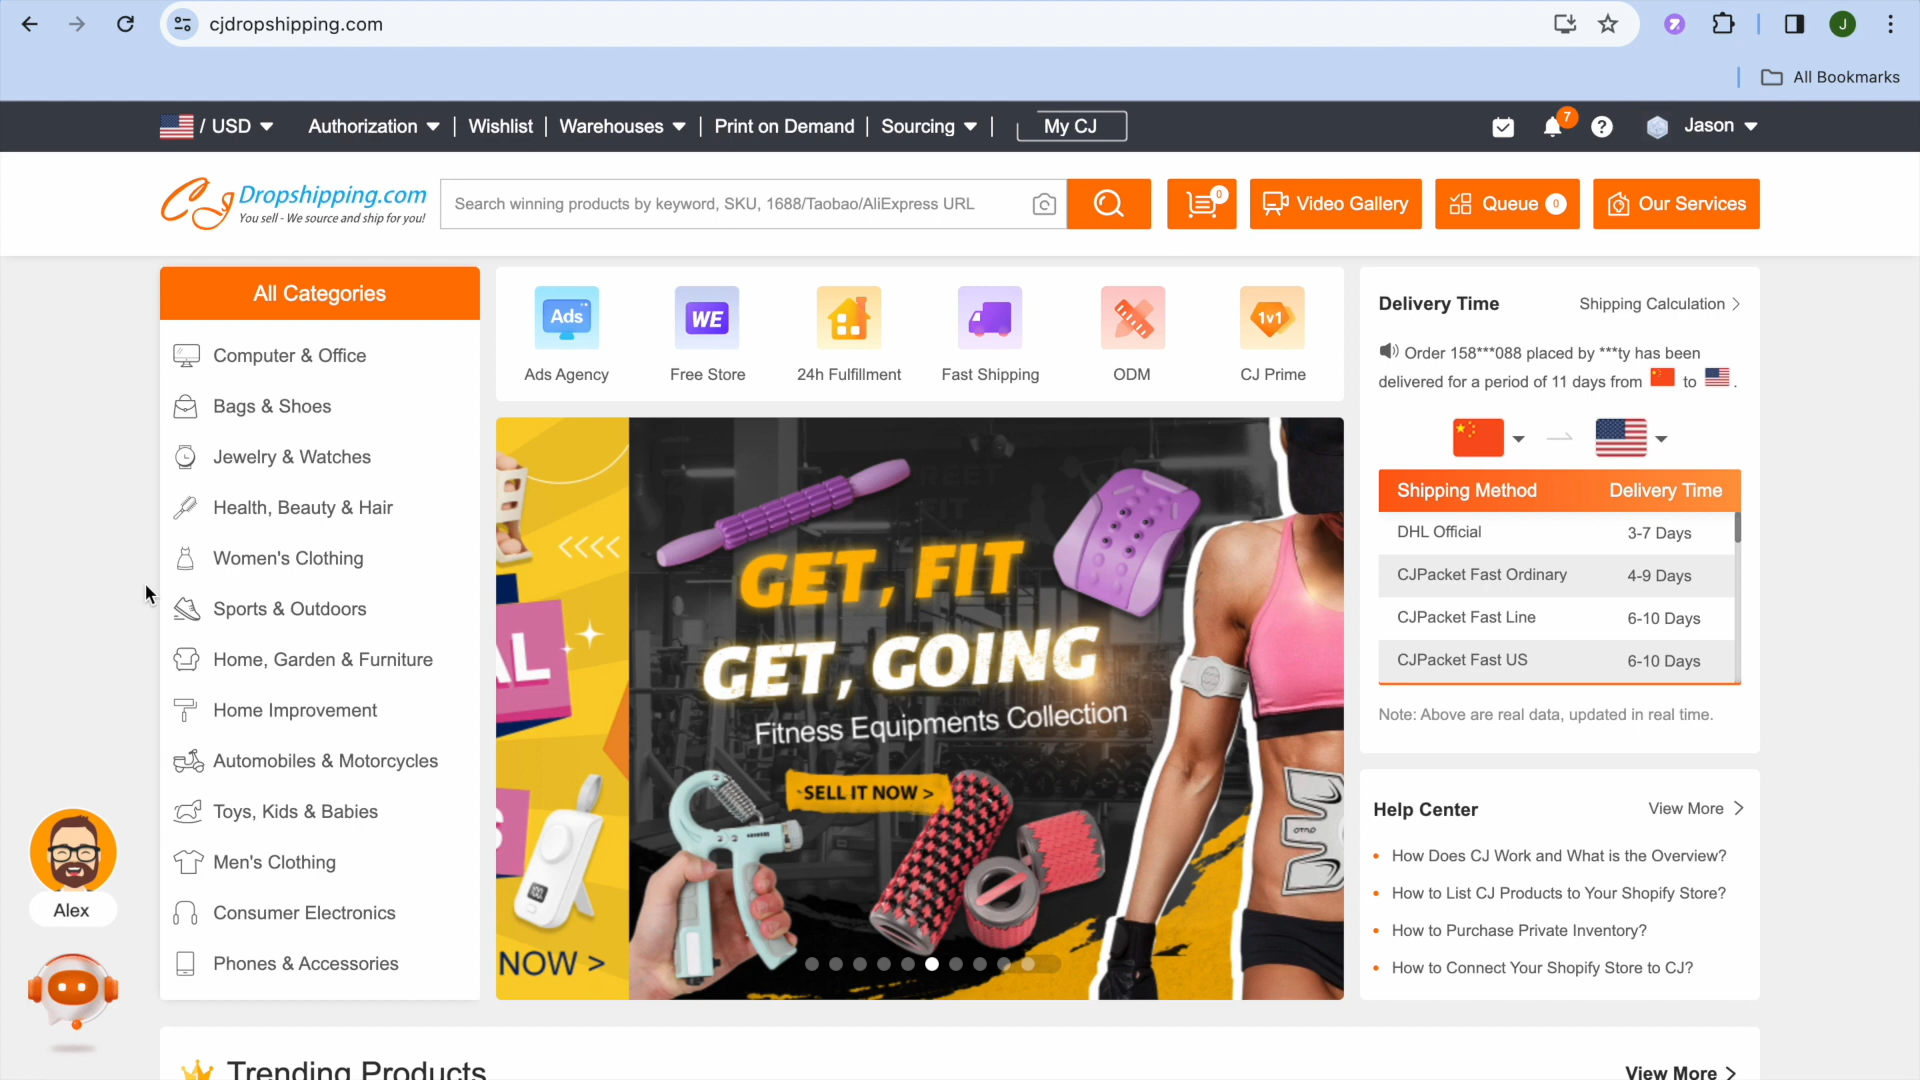 cjdropshipping.com
J
All Bookmarks
/ USD
Authorization
Wishlist
Warehouses
Print on Demand
Sourcing
My CJ
7
Jason
CJ Dropshipping.com
You sell - We source and ship for you!
Search winning products by keyword, SKU, 1688/Taobao/AliExpress URL
0
Video Gallery
Queue 0
Our Services
All Categories
Computer & Office
Bags & Shoes
Jewelry & Watches
Health, Beauty & Hair
Women's Clothing
Sports & Outdoors
Home, Garden & Furniture
Home Improvement
Automobiles & Motorcycles
Toys, Kids & Babies
Men's Clothing
Consumer Electronics
Phones & Accessories
Alex
Ads
WE
1v1
Ads Agency
Free Store
24h Fulfillment
Fast Shipping
ODM
CJ Prime
AL
S
NOW >
GET, FIT
GET, GOING
Fitness Equipments Collection
SELL IT NOW >
Delivery Time
Shipping Calculation >
Order 158***088 placed by ***ty has been
delivered for a period of 11 days from to .
Shipping Method Delivery Time
DHL Official 3-7 Days
CJPacket Fast Ordinary 4-9 Days
CJPacket Fast Line 6-10 Days
CJPacket Fast US 6-10 Days
Note: Above are real data, updated in real time.
Help Center
View More >
• How Does CJ Work and What is the Overview?
• How to List CJ Products to Your Shopify Store?
• How to Purchase Private Inventory?
• How to Connect Your Shopify Store to CJ?
Trending Products
View More >